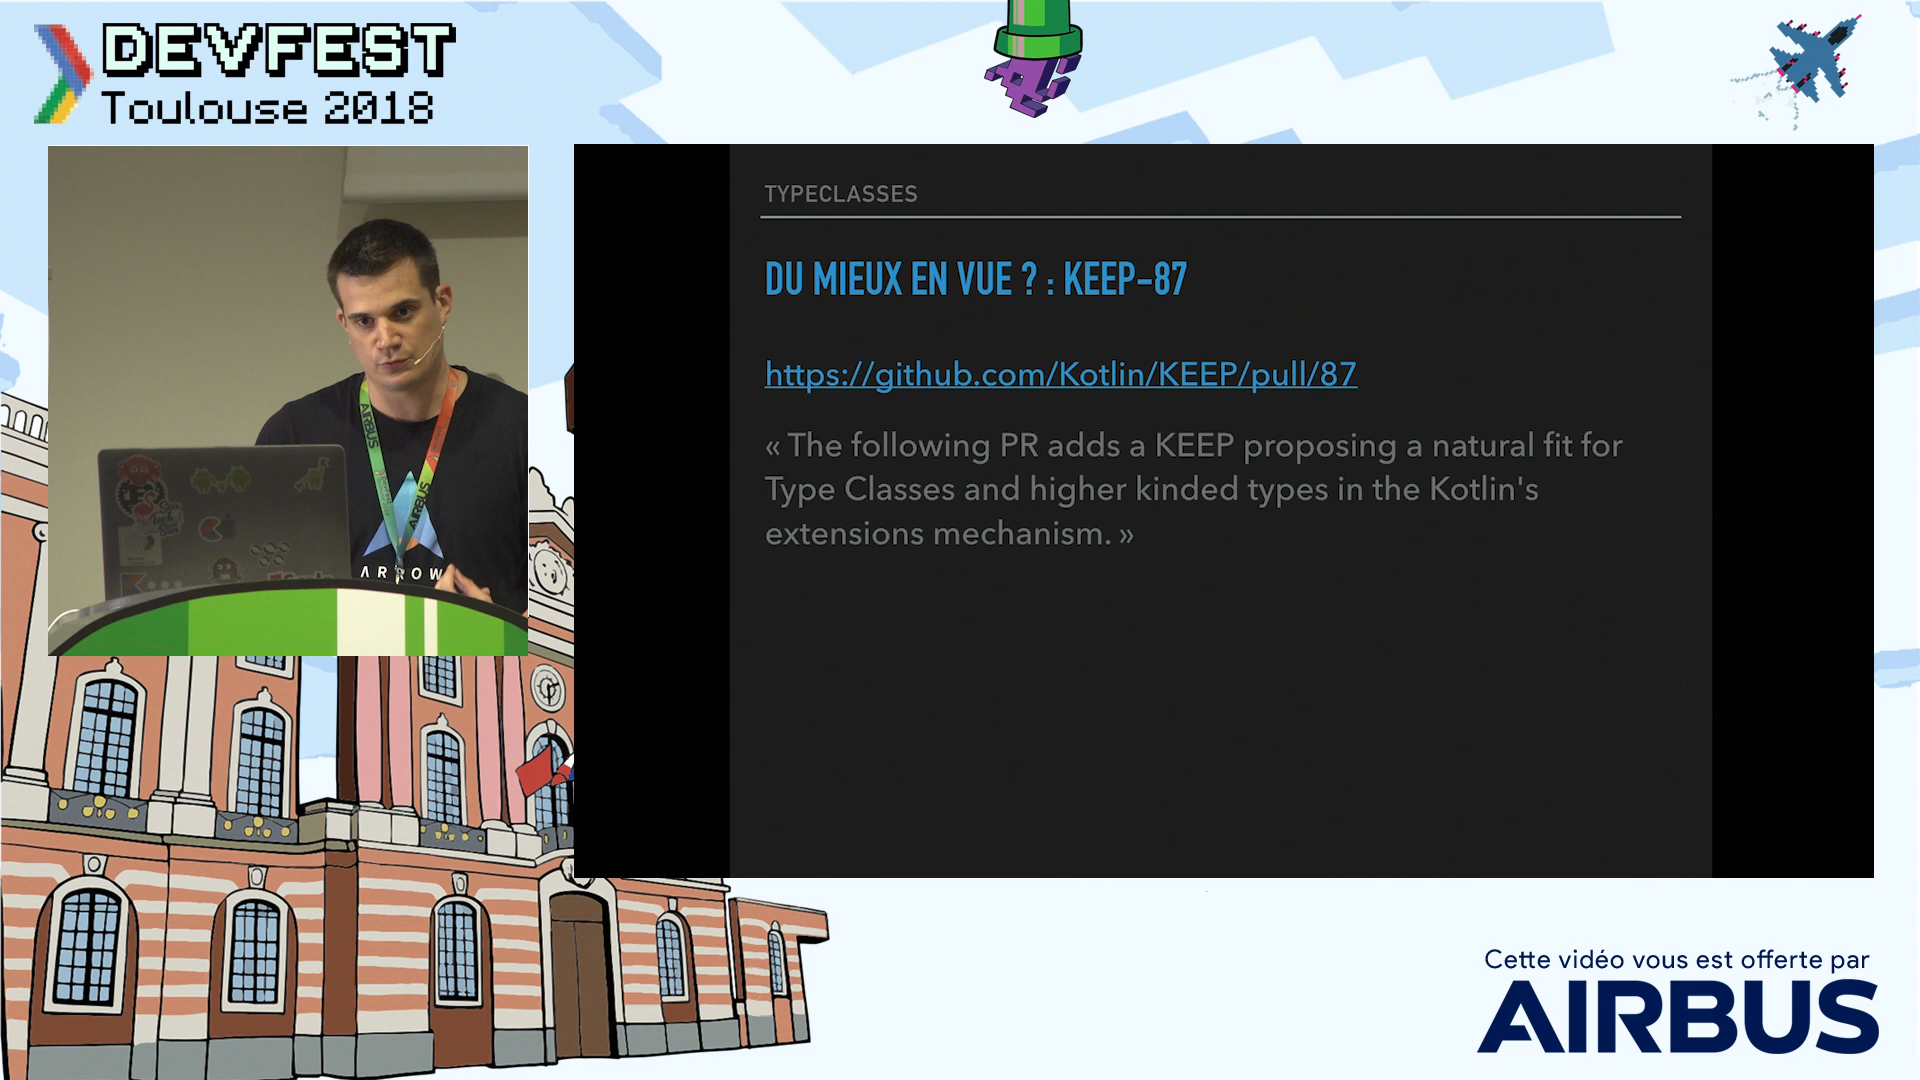 DEVFEST
Toulouse 2018
TYPECLASSES
DU MIEUX EN VUE ? : KEEP-87
https://github.com/Kotlin/KEEP/pull/87
« The following PR adds a KEEP proposing a natural fit for
Type Classes and higher kinded types in the Kotlin's
extensions mechanism. »
AIRBUS
AIRBUS
ARROW
Cette vidéo vous est offerte par
AIRBUS